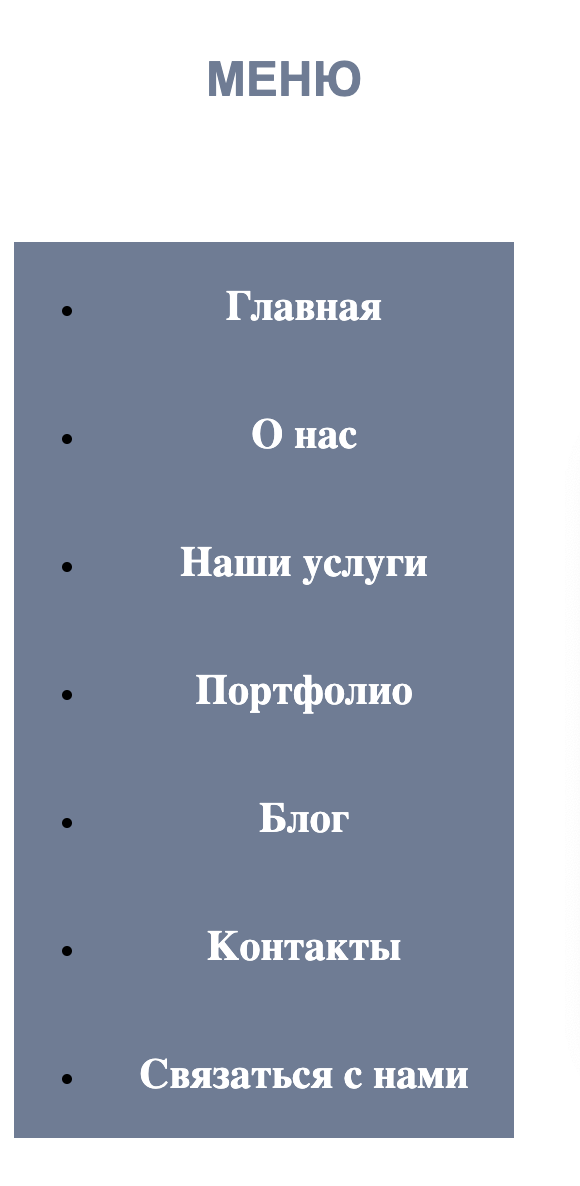 МЕНЮ
Главная
О нас
Наши услуги
Портфолио
Блог
Контакты
Связаться с нами